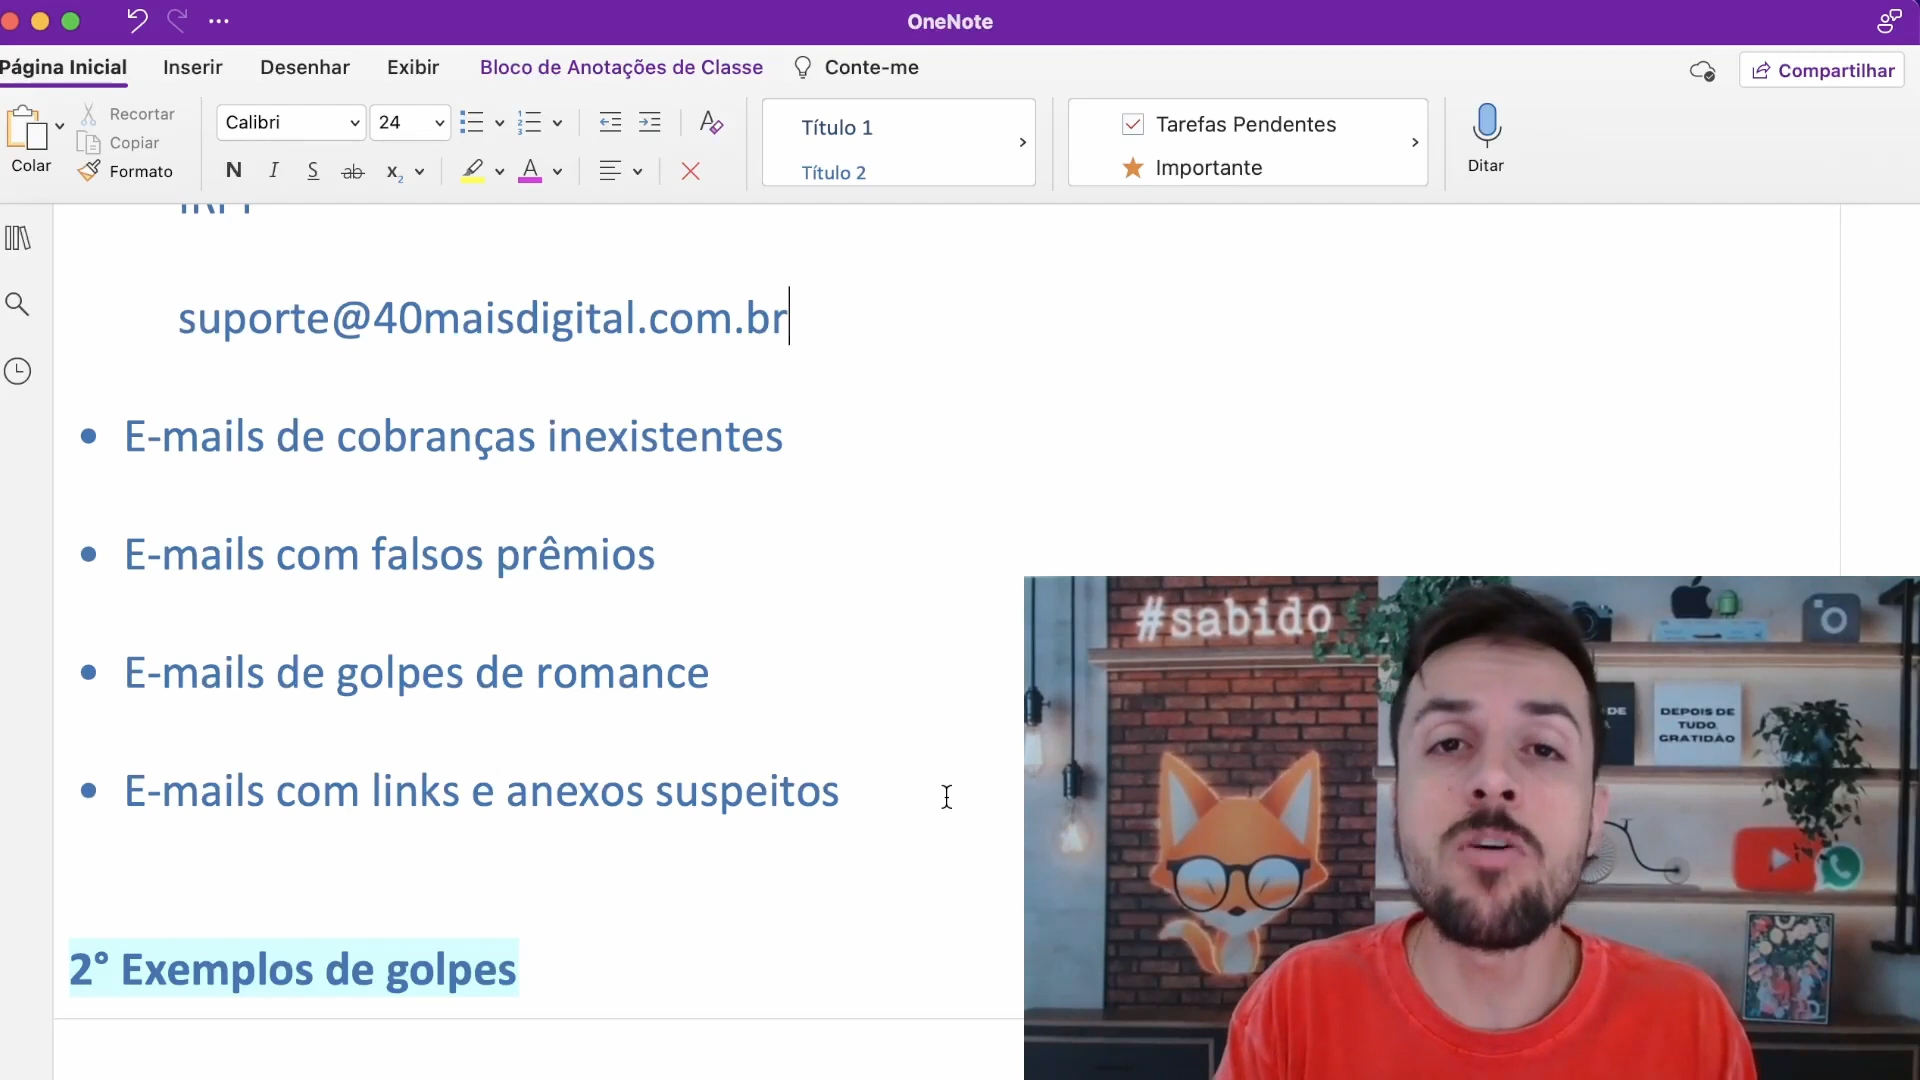 OneNote
Página Inicial
Inserir
Desenhar
Exibir
Bloco de Anotações de Classe
Conte-me
Compartilhar
Colar
Recortar
Copiar
Formato
Calibri
24
N I S ab x₂
A
Título 1
Título 2
Tarefas Pendentes
Importante
Ditar
suporte@40maisdigital.com.br
• E-mails de cobranças inexistentes
• E-mails com falsos prêmios
• E-mails de golpes de romance
• E-mails com links e anexos suspeitos
2° Exemplos de golpes
#sabido
DE
DEPOIS DE
TUDO,
GRATIDÃO